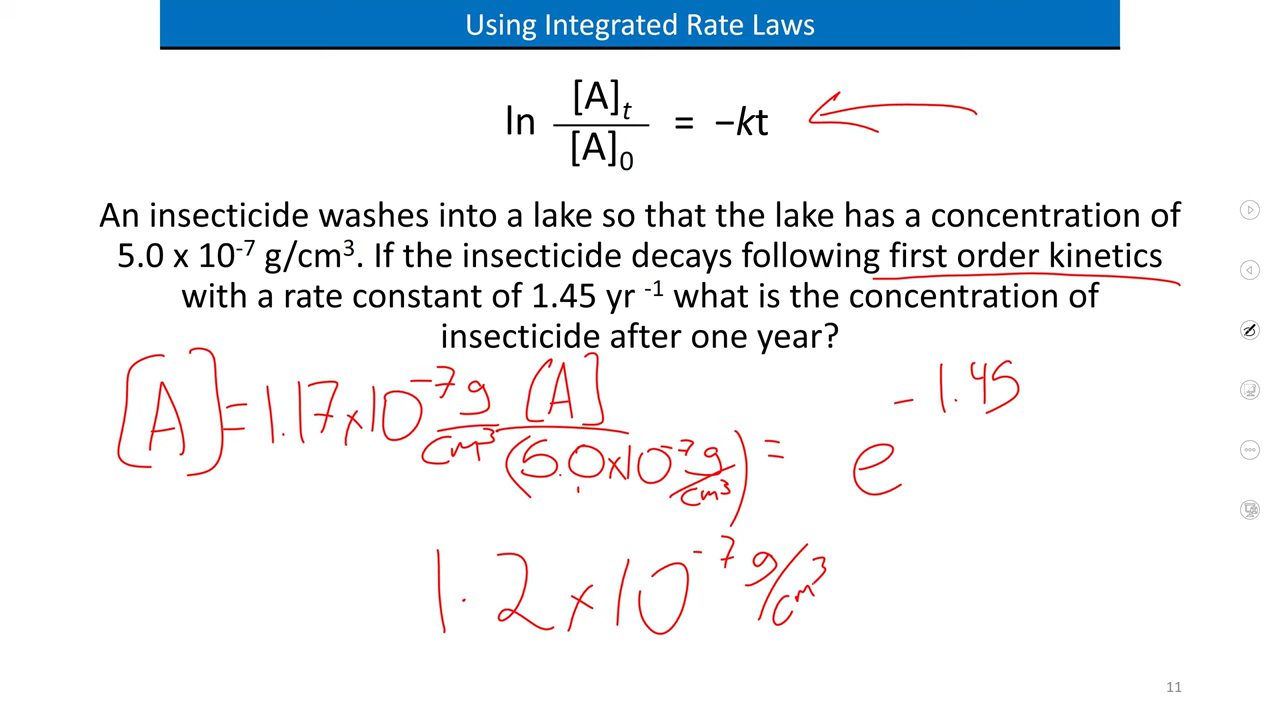 Using Integrated Rate Laws
ln [A]t / [A]0 = −kt
An insecticide washes into a lake so that the lake has a concentration of
5.0 x 10⁻⁷ g/cm³. If the insecticide decays following first order kinetics
with a rate constant of 1.45 yr ⁻¹ what is the concentration of
insecticide after one year?
[A] = 1.17 × 10⁻⁷ g/cm³
[A] / (5.0 × 10⁻⁷ g/cm³) = e^−1.45
1.2 × 10⁻⁷ g/cm³
11